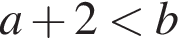 a + 2 < b